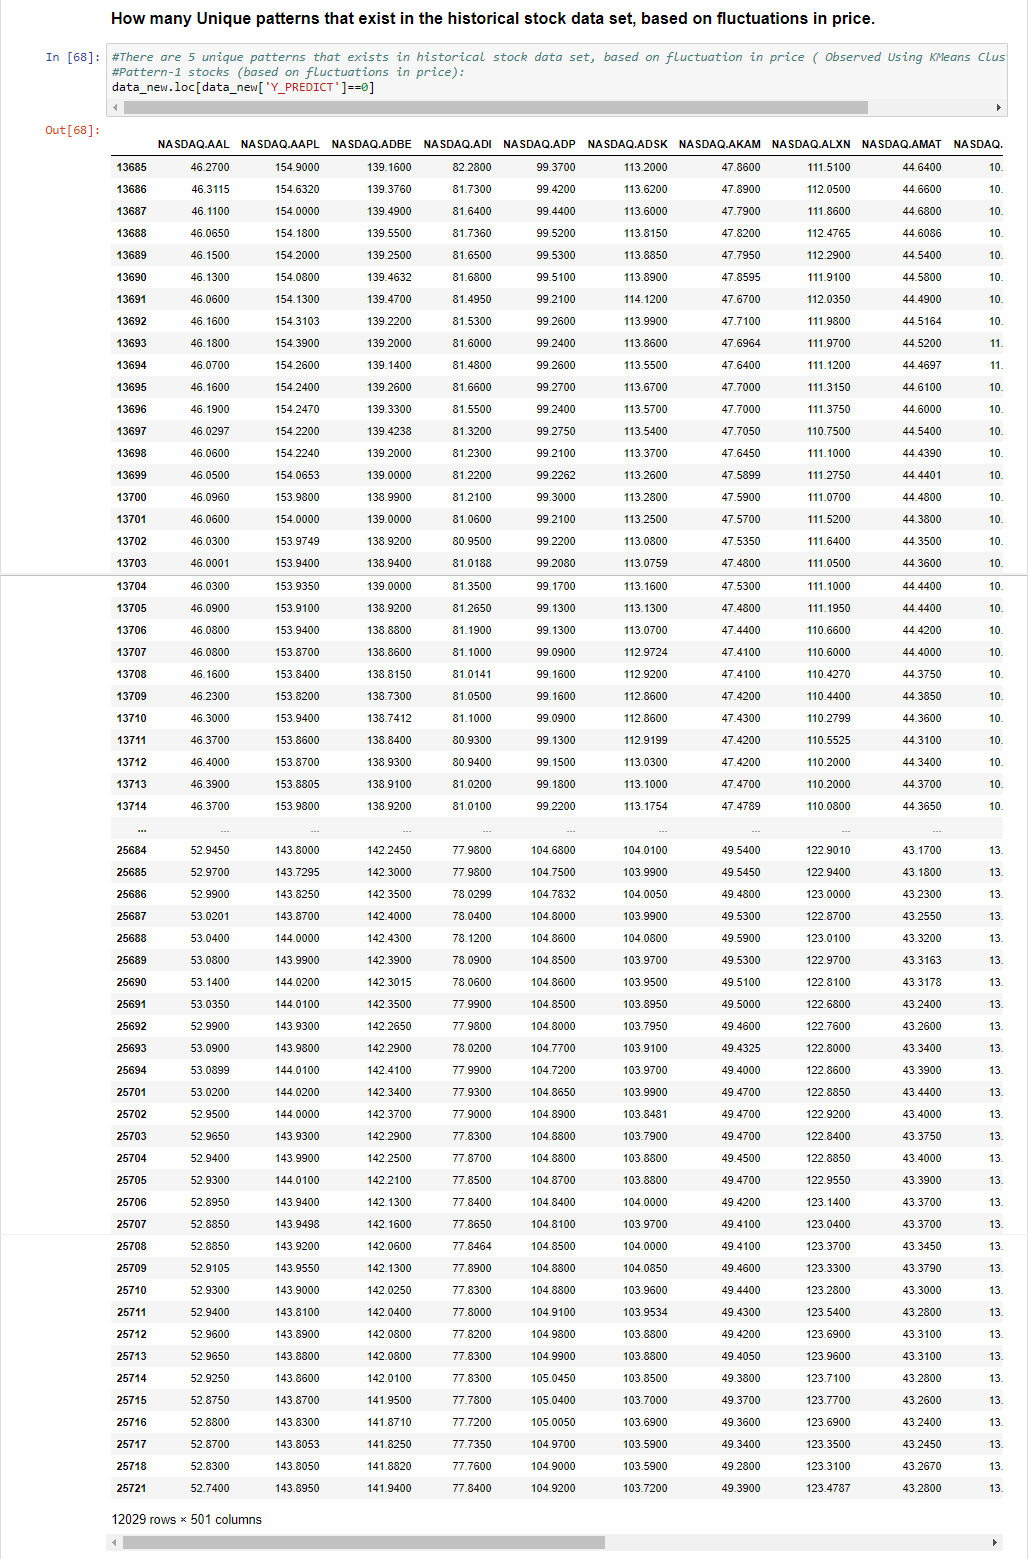 How many Unique patterns that exist in the historical stock data set, based on fluctuations in price.
In [68]: #There are 5 unique patterns that exists in historical stock data set, based on fluctuation in price ( Observed Using KMeans Clus
#Pattern-1 stocks (based on fluctuations in price):
data_new.loc[data_new['Y_PREDICT']==0]
Out[68]:
NASDAQ.AAL NASDAQ.AAPL NASDAQ.ADBE NASDAQ.ADI NASDAQ.ADP NASDAQ.ADSK NASDAQ.AKAM NASDAQ.ALXN NASDAQ.AMAT NASDAQ.
13685 46.2700 154.9000 139.1600 82.2800 99.3700 113.2000 47.8600 111.5100 44.6400 10.
13686 46.3115 154.6320 139.3760 81.7300 99.4200 113.6200 47.8900 112.0500 44.6600 10.
13687 46.1100 154.0000 139.4900 81.6400 99.4400 113.6000 47.7900 111.8600 44.6800 10.
13688 46.0650 154.1800 139.5500 81.7360 99.5200 113.8150 47.8200 112.4765 44.6086 10.
13689 46.1500 154.2000 139.2500 81.6500 99.5300 113.8850 47.7950 112.2900 44.5400 10.
13690 46.1300 154.0800 139.4632 81.6800 99.5100 113.8900 47.8595 111.9100 44.5800 10.
13691 46.0600 154.1300 139.4700 81.4950 99.2100 114.1200 47.6700 112.0350 44.4900 10.
13692 46.1600 154.3103 139.2200 81.5300 99.2600 113.9900 47.7100 111.9800 44.5164 10.
13693 46.1800 154.3900 139.2000 81.6000 99.2400 113.8600 47.6964 111.9700 44.5200 11.
13694 46.0700 154.2600 139.1400 81.4800 99.2600 113.5500 47.6400 111.1200 44.4697 11.
13695 46.1600 154.2400 139.2600 81.6600 99.2700 113.6700 47.7000 111.3150 44.6100 10.
13696 46.1900 154.2470 139.3300 81.5500 99.2400 113.5700 47.7000 111.3750 44.6000 10.
13697 46.0297 154.2200 139.4238 81.3200 99.2750 113.5400 47.7050 110.7500 44.5400 10.
13698 46.0600 154.2240 139.2000 81.2300 99.2100 113.3700 47.6450 111.1000 44.4390 10.
13699 46.0500 154.0653 139.0000 81.2200 99.2262 113.2600 47.5899 111.2750 44.4401 10.
13700 46.0960 153.9800 138.9900 81.2100 99.3000 113.2800 47.5900 111.0700 44.4800 10.
13701 46.0600 154.0000 139.0000 81.0600 99.2100 113.2500 47.5700 111.5200 44.3800 10.
13702 46.0300 153.9749 138.9200 80.9500 99.2200 113.0800 47.5350 111.6400 44.3500 10.
13703 46.0001 153.9400 138.9400 81.0188 99.2080 113.0759 47.4800 111.0500 44.3600 10.
13704 46.0300 153.9350 139.0000 81.3500 99.1700 113.1600 47.5300 111.1000 44.4400 10.
13705 46.0900 153.9100 138.9200 81.2650 99.1300 113.1300 47.4800 111.1950 44.4400 10.
13706 46.0800 153.9400 138.8800 81.1900 99.1300 113.0700 47.4400 110.6600 44.4200 10.
13707 46.0800 153.8700 138.8600 81.1000 99.0900 112.9724 47.4100 110.6000 44.4000 10.
13708 46.1600 153.8400 138.8150 81.0141 99.1600 112.9200 47.4100 110.4270 44.3750 10.
13709 46.2300 153.8200 138.7300 81.0500 99.1600 112.8600 47.4200 110.4400 44.3850 10.
13710 46.3000 153.9400 138.7412 81.1000 99.0900 112.8600 47.4300 110.2799 44.3600 10.
13711 46.3700 153.8600 138.8400 80.9300 99.1300 112.9199 47.4200 110.5525 44.3100 10.
13712 46.4000 153.8700 138.9300 80.9400 99.1500 113.0300 47.4200 110.2000 44.3400 10.
13713 46.3900 153.8805 138.9100 81.0200 99.1800 113.1000 47.4700 110.2000 44.3700 10.
13714 46.3700 153.9800 138.9200 81.0100 99.2200 113.1754 47.4789 110.0800 44.3650 10.
... ... ... ... ... ... ... ... ... ...
25684 52.9450 143.8000 142.2450 77.9800 104.6800 104.0100 49.5400 122.9010 43.1700 13.
25685 52.9700 143.7295 142.3000 77.9800 104.7500 103.9900 49.5450 122.9400 43.1800 13.
25686 52.9900 143.8250 142.3500 78.0299 104.7832 104.0050 49.4800 123.0000 43.2300 13.
25687 53.0201 143.8700 142.4000 78.0400 104.8000 103.9900 49.5300 122.8700 43.2550 13.
25688 53.0400 144.0000 142.4300 78.1200 104.8600 104.0800 49.5900 123.0100 43.3200 13.
25689 53.0800 143.9900 142.3900 78.0900 104.8500 103.9700 49.5300 122.9700 43.3163 13.
25690 53.1400 144.0200 142.3015 78.0600 104.8600 103.9500 49.5100 122.8100 43.3178 13.
25691 53.0350 144.0100 142.3500 77.9900 104.8500 103.8950 49.5000 122.6800 43.2400 13.
25692 52.9900 143.9300 142.2650 77.9800 104.8000 103.7950 49.4600 122.7600 43.2600 13.
25693 53.0900 143.9800 142.2900 78.0200 104.7700 103.9100 49.4325 122.8000 43.3400 13.
25694 53.0899 144.0100 142.4100 77.9900 104.7200 103.9700 49.4000 122.8600 43.3900 13.
25701 53.0200 144.0200 142.3400 77.9300 104.8650 103.9900 49.4700 122.8850 43.4400 13.
25702 52.9500 144.0000 142.3700 77.9000 104.8900 103.8481 49.4700 122.9200 43.4000 13.
25703 52.9650 143.9300 142.2900 77.8300 104.8800 103.7900 49.4700 122.8400 43.3750 13.
25704 52.9400 143.9900 142.2500 77.8700 104.8800 103.8800 49.4500 122.8850 43.4000 13.
25705 52.9300 144.0100 142.2100 77.8500 104.8700 103.8800 49.4700 122.9550 43.3900 13.
25706 52.8950 143.9400 142.1300 77.8400 104.8400 104.0000 49.4200 123.1400 43.3700 13.
25707 52.8850 143.9498 142.1600 77.8650 104.8100 103.9700 49.4100 123.0400 43.3700 13.
25708 52.8850 143.9200 142.0600 77.8464 104.8500 104.0000 49.4100 123.3700 43.3450 13.
25709 52.9105 143.9550 142.1300 77.8900 104.8800 104.0850 49.4600 123.3300 43.3790 13.
25710 52.9300 143.9000 142.0250 77.8300 104.8800 103.9600 49.4400 123.2800 43.3000 13.
25711 52.9400 143.8100 142.0400 77.8000 104.9100 103.9534 49.4300 123.5400 43.2800 13.
25712 52.9600 143.8900 142.0800 77.8200 104.9800 103.8800 49.4200 123.6900 43.3100 13.
25713 52.9650 143.8800 142.0800 77.8300 104.9900 103.8800 49.4050 123.9600 43.3100 13.
25714 52.9250 143.8600 142.0100 77.8300 105.0450 103.8500 49.3800 123.7100 43.2800 13.
25715 52.8750 143.8700 141.9500 77.7800 105.0400 103.7000 49.3700 123.7700 43.2600 13.
25716 52.8800 143.8300 141.8710 77.7200 105.0050 103.6900 49.3600 123.6900 43.2400 13.
25717 52.8700 143.8053 141.8250 77.7350 104.9700 103.5900 49.3400 123.3500 43.2450 13.
25718 52.8300 143.8050 141.8820 77.7600 104.9000 103.5900 49.2800 123.3100 43.2670 13.
25721 52.7400 143.8950 141.9400 77.8400 104.9200 103.7200 49.3900 123.4787 43.2800 13.
12029 rows × 501 columns